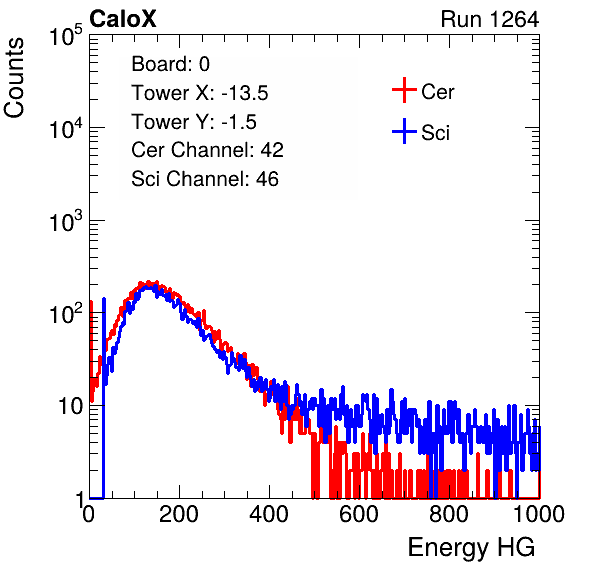 CaloX Run 1264
Counts
10^5
10^4
10^3
10^2
10
1
Board: 0
Tower X: -13.5
Tower Y: -1.5
Cer Channel: 42
Sci Channel: 46
Cer
Sci
0 200 400 600 800 1000
Energy HG